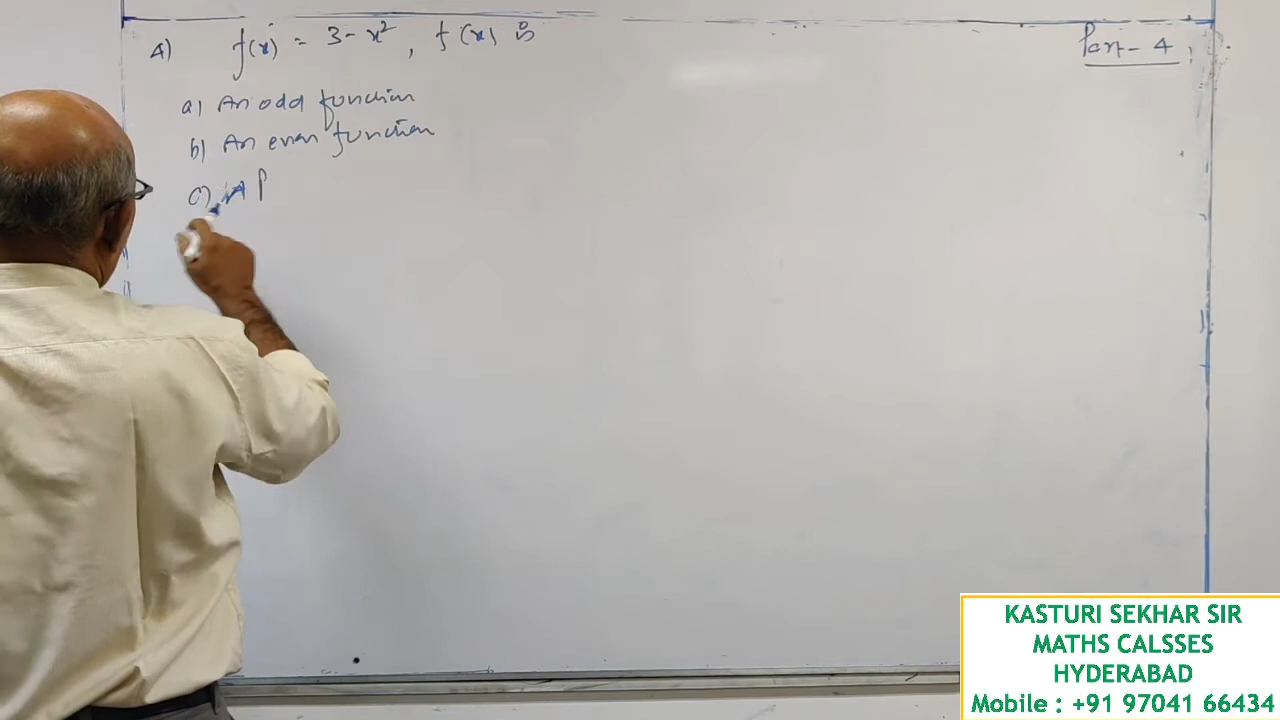 4) f(x) = 3 - x², f(x) is
Part - 4
a) An odd function
b) An even function
c) A P
KASTURI SEKHAR SIR
MATHS CALSSES
HYDERABAD
Mobile : +91 97041 66434